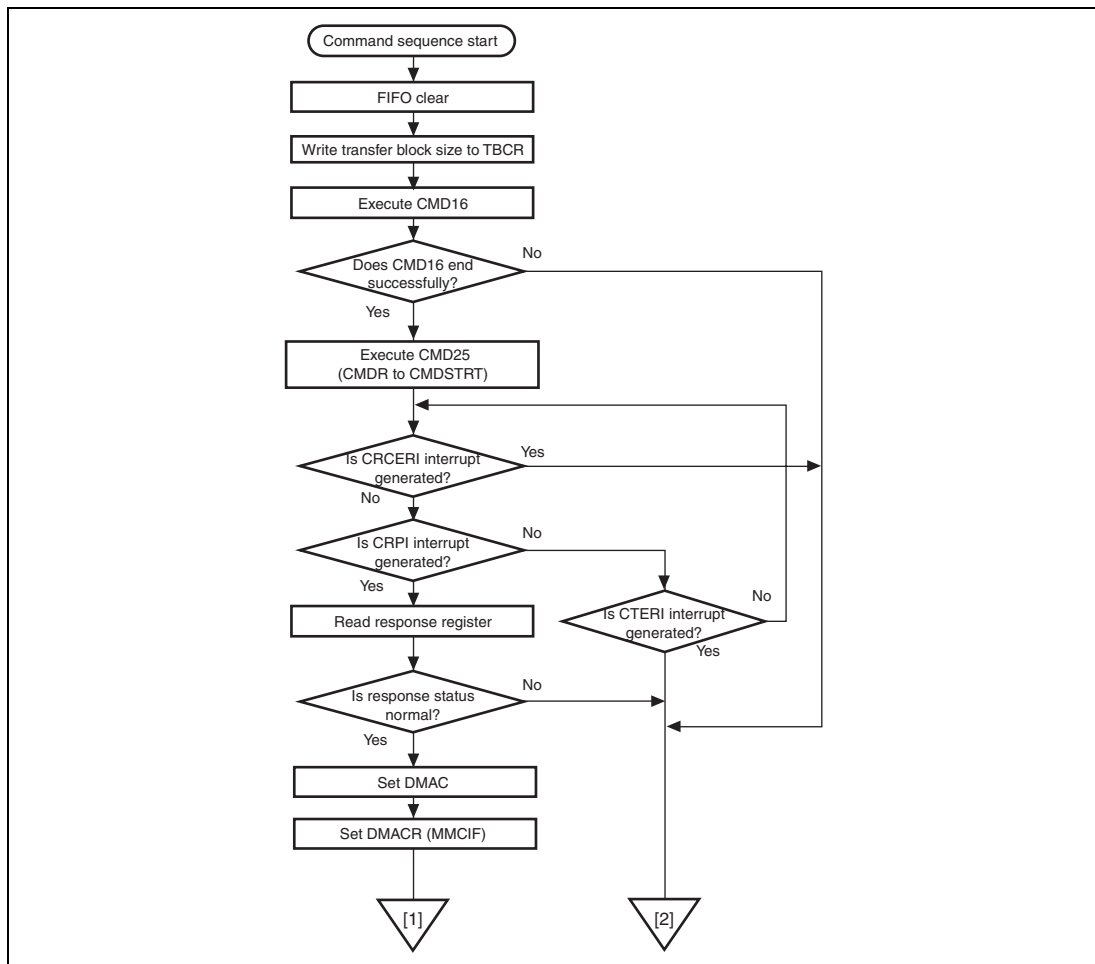 Command sequence start
FIFO clear
Write transfer block size to TBCR
Execute CMD16
Does CMD16 end
successfully?
No
Yes
Execute CMD25
(CMDR to CMDSTRT)
Is CRCERI interrupt
generated?
Yes
No
Is CRPI interrupt
generated?
No
Yes
Is CTERI interrupt
generated?
No
Yes
Read response register
Is response status
normal?
No
Yes
Set DMAC
Set DMACR (MMCIF)
[1]
[2]